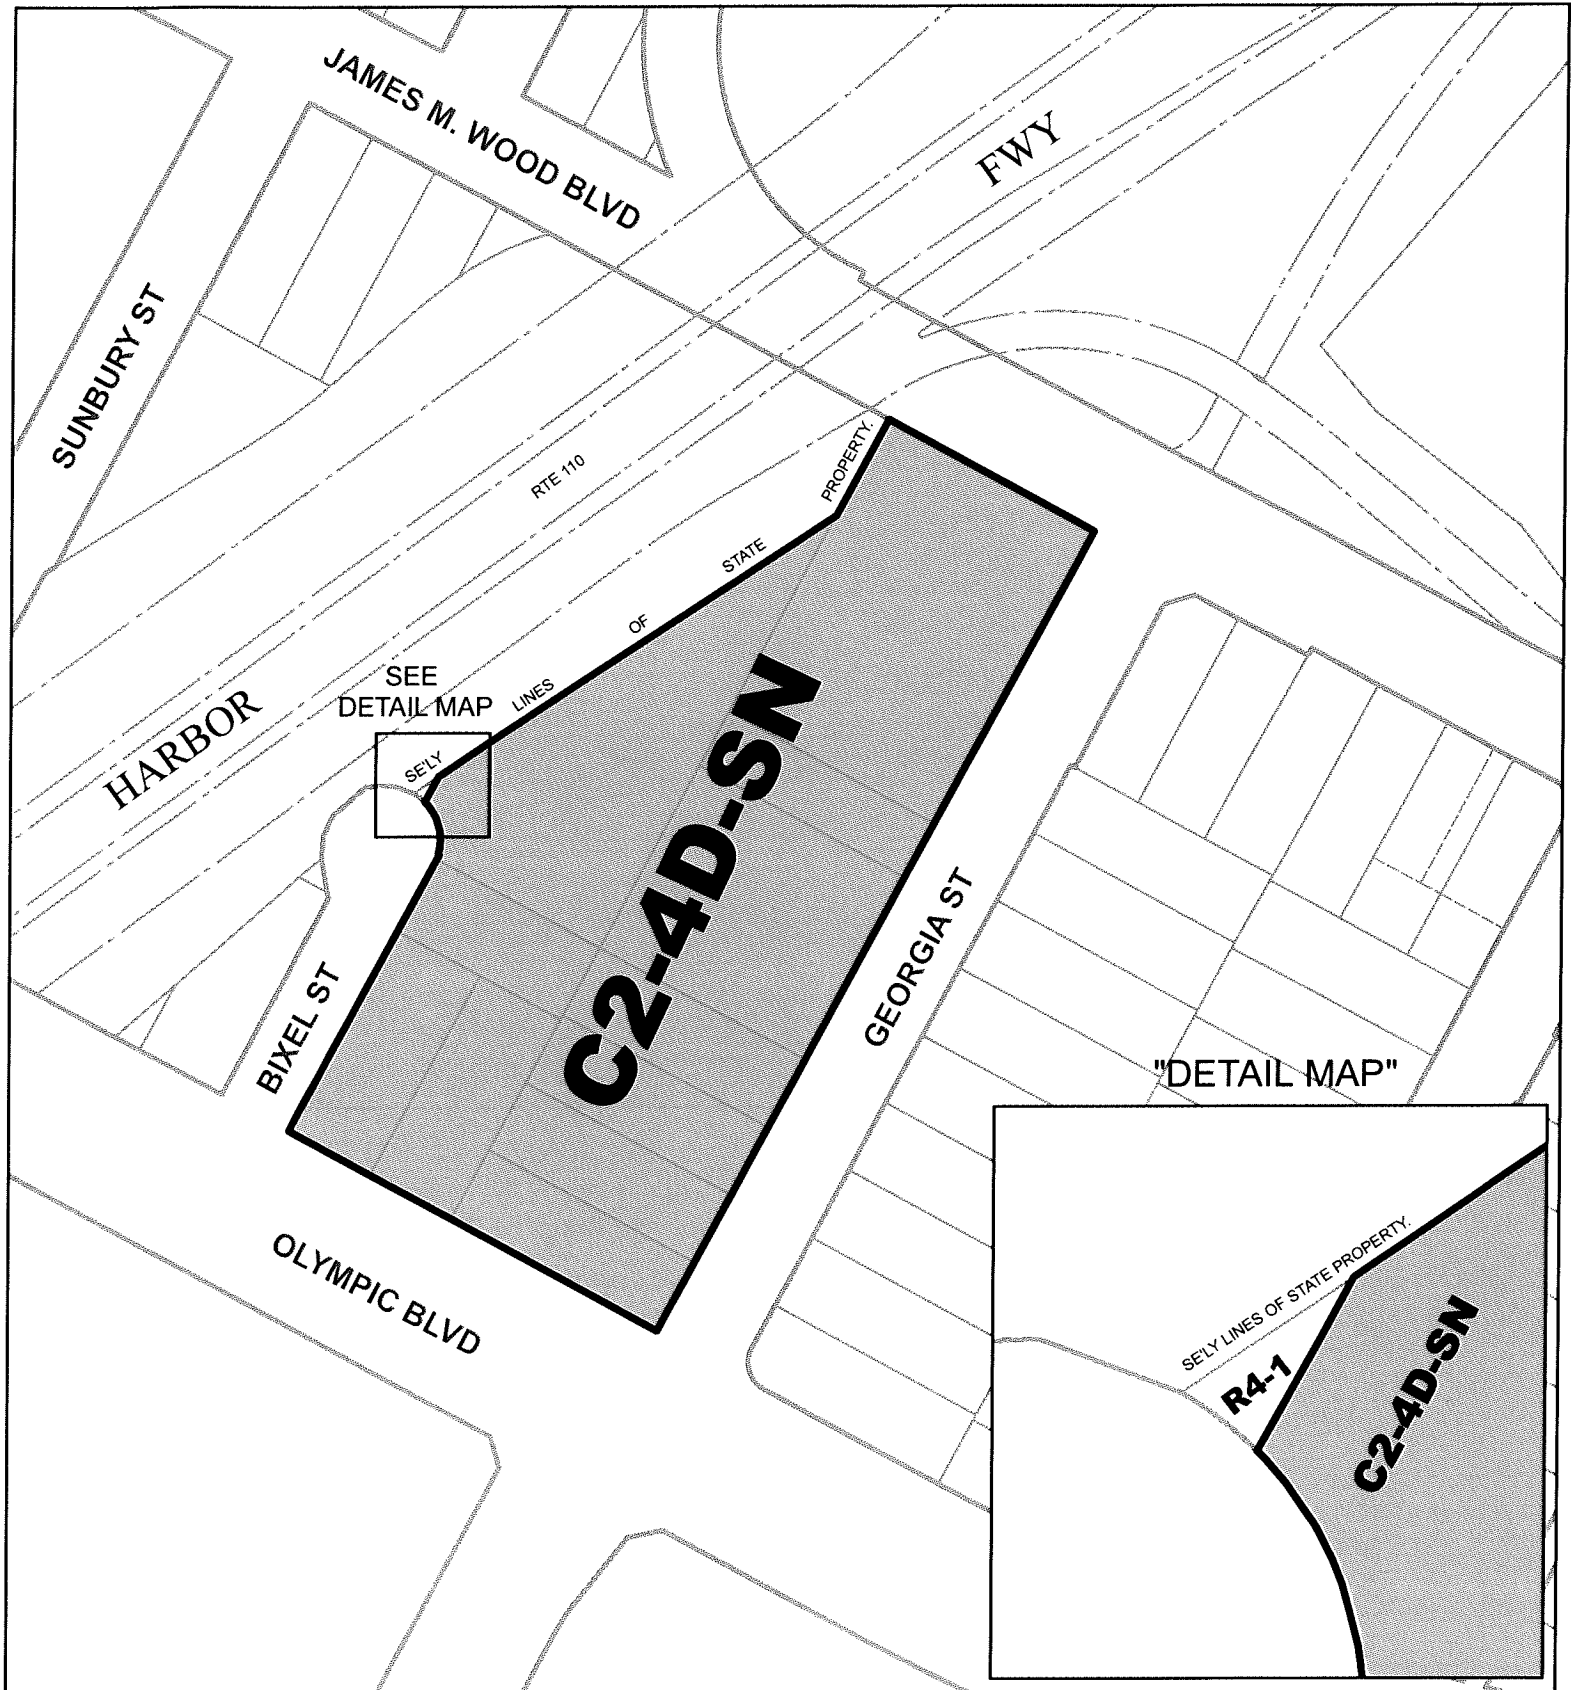 JAMES M. WOOD BLVD
FWY
SUNBURY ST
RTE 110
PROPERTY.
STATE
OF
LINES
SE'LY
SEE
DETAIL MAP
HARBOR
C2-4D-SN
GEORGIA ST
BIXEL ST
OLYMPIC BLVD
"DETAIL MAP"
SE'LY LINES OF STATE PROPERTY.
R4-1
C2-4D-SN